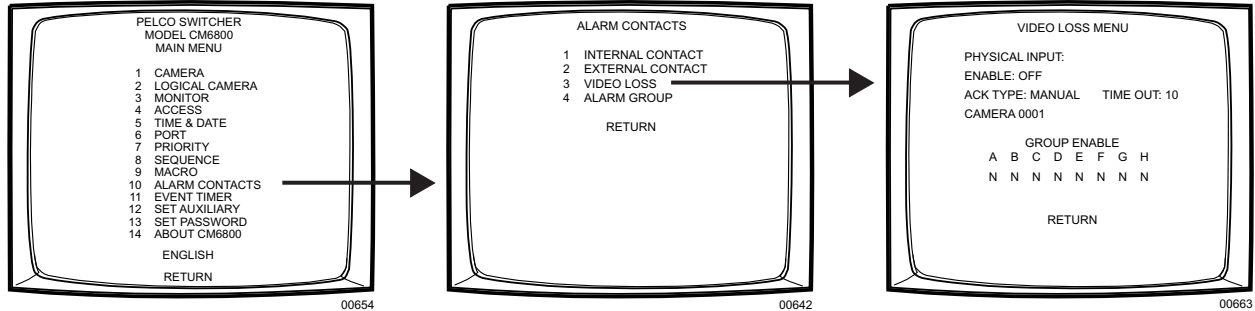 PELCO SWITCHER
MODEL CM6800
MAIN MENU
1 CAMERA
2 LOGICAL CAMERA
3 MONITOR
4 ACCESS
5 TIME & DATE
6 PORT
7 PRIORITY
8 SEQUENCE
9 MACRO
10 ALARM CONTACTS
11 EVENT TIMER
12 SET AUXILIARY
13 SET PASSWORD
14 ABOUT CM6800
ENGLISH
RETURN
00654
ALARM CONTACTS
1 INTERNAL CONTACT
2 EXTERNAL CONTACT
3 VIDEO LOSS
4 ALARM GROUP
RETURN
00642
VIDEO LOSS MENU
PHYSICAL INPUT:
ENABLE: OFF
ACK TYPE: MANUAL TIME OUT: 10
CAMERA 0001
GROUP ENABLE
A B C D E F G H
N N N N N N N N
RETURN
00663